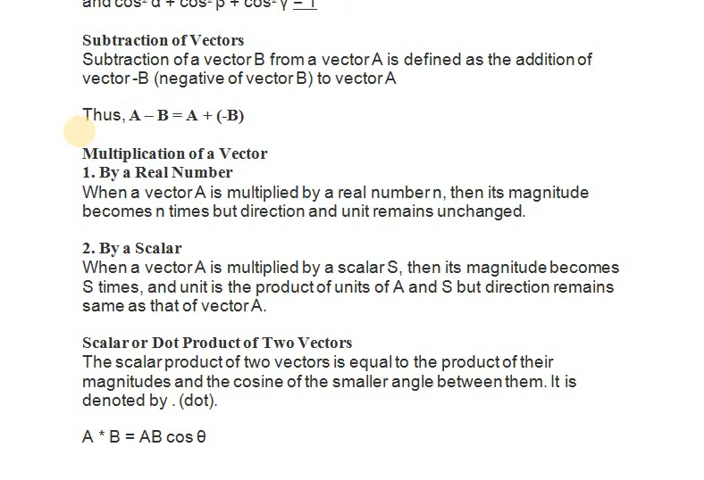 and cos² α + cos² β + cos² γ = 1
Subtraction of Vectors
Subtraction of a vector B from a vector A is defined as the addition of
vector -B (negative of vector B) to vector A
Thus, A – B = A + (-B)
Multiplication of a Vector
1. By a Real Number
When a vector A is multiplied by a real number n, then its magnitude
becomes n times but direction and unit remains unchanged.
2. By a Scalar
When a vector A is multiplied by a scalar S, then its magnitude becomes
S times, and unit is the product of units of A and S but direction remains
same as that of vector A.
Scalar or Dot Product of Two Vectors
The scalar product of two vectors is equal to the product of their
magnitudes and the cosine of the smaller angle between them. It is
denoted by . (dot).
A * B = AB cos θ